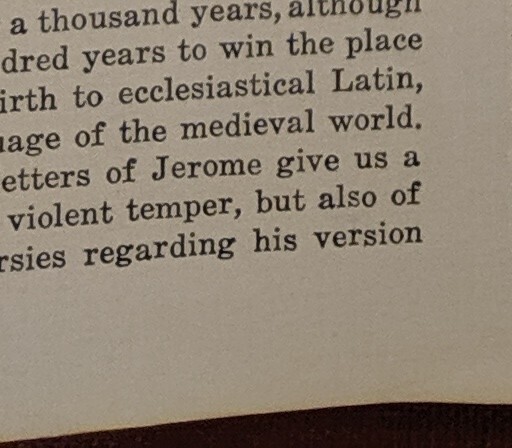 a thousand years, although
dred years to win the place
irth to ecclesiastical Latin,
age of the medieval world.
etters of Jerome give us a
violent temper, but also of
rsies regarding his version